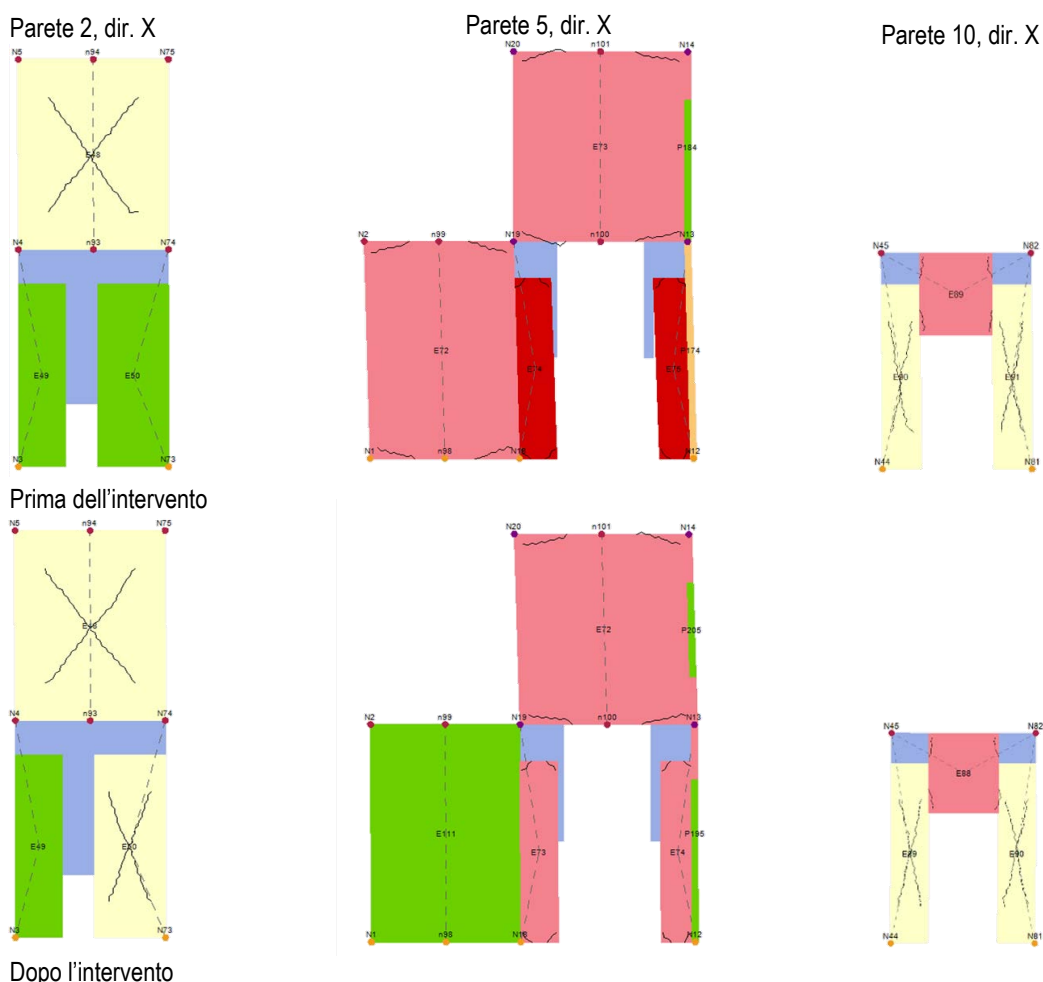 Parete 2, dir. X
Parete 5, dir. X
Parete 10, dir. X
N5 n94 N75
E48
N4 n93 N74
E49 E50
N3 N73
N20 n101 N14
E73 P184
N2 n99 N19 n100 N13
E72 E74 E75 P174
N1 n98 N18 N12
N45 N82
E89
E90 E91
N44 N81
Prima dell'intervento
N5 n94 N75
E48
N4 n93 N74
E49 E50
N3 N73
N20 n101 N14
E72 P205
N2 n99 N19 n100 N13
E111 E73 E74 P195
N1 n98 N18 N12
N45 N82
E88
E89 E90
N44 N81
Dopo l'intervento